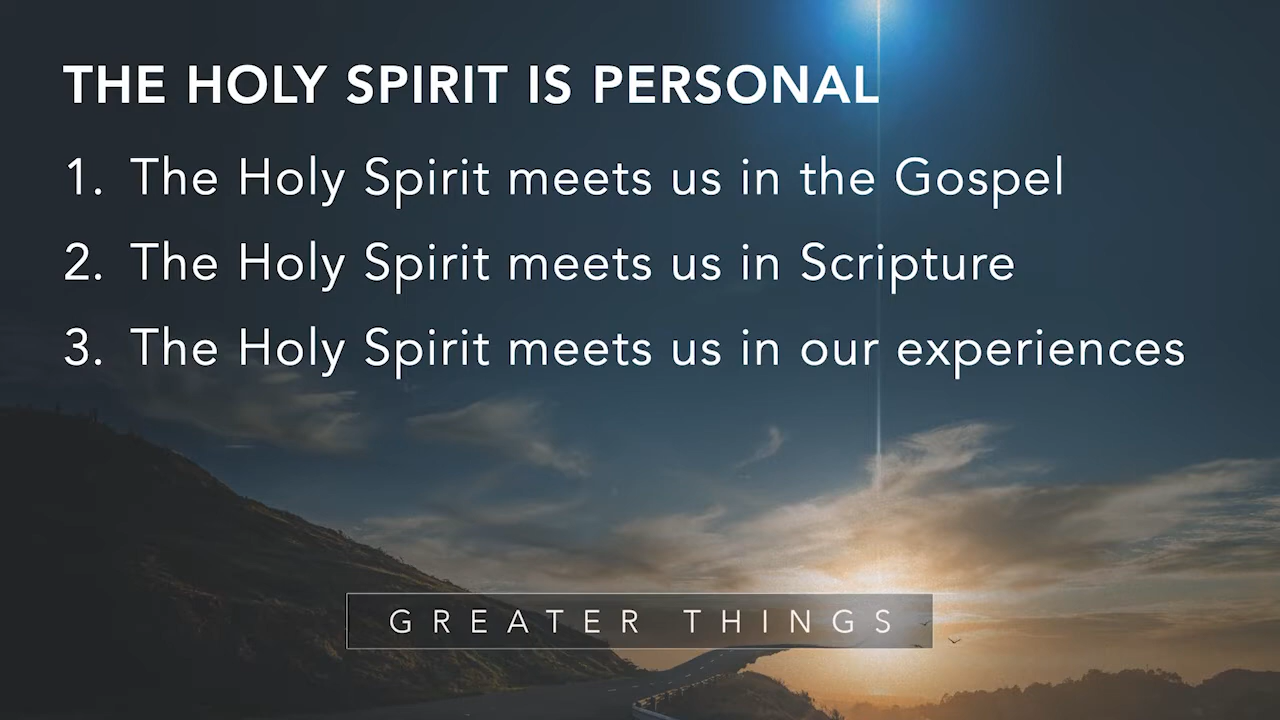 THE HOLY SPIRIT IS PERSONAL
1. The Holy Spirit meets us in the Gospel
2. The Holy Spirit meets us in Scripture
3. The Holy Spirit meets us in our experiences
GREATER THINGS